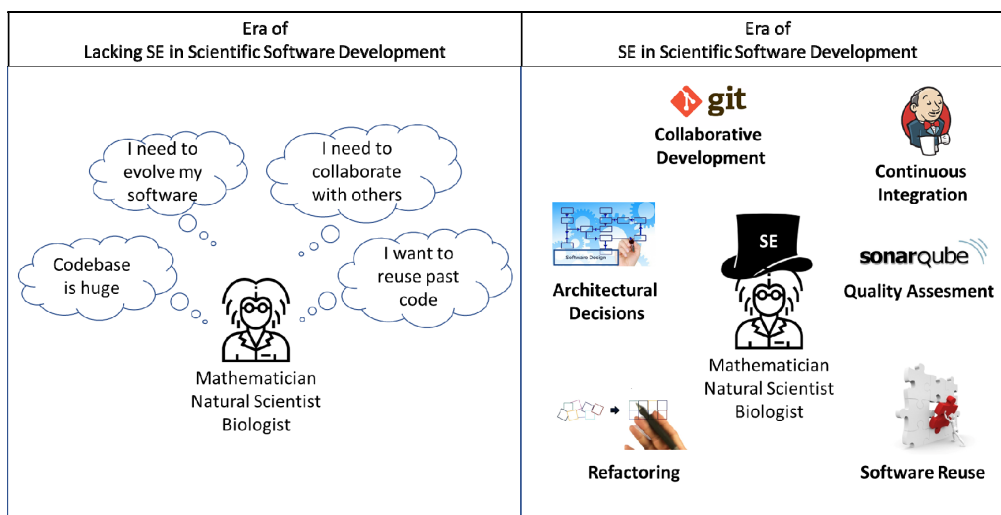 Era of
Lacking SE in Scientific Software Development
Era of
SE in Scientific Software Development
I need to
evolve my
software
I need to
collaborate
with others
Codebase
is huge
I want to
reuse past
code
Mathematician
Natural Scientist
Biologist
git
Collaborative
Development
Continuous
Integration
Software Design
Architectural
Decisions
SE
sonarqube
Quality Assesment
Mathematician
Natural Scientist
Biologist
Refactoring
Software Reuse